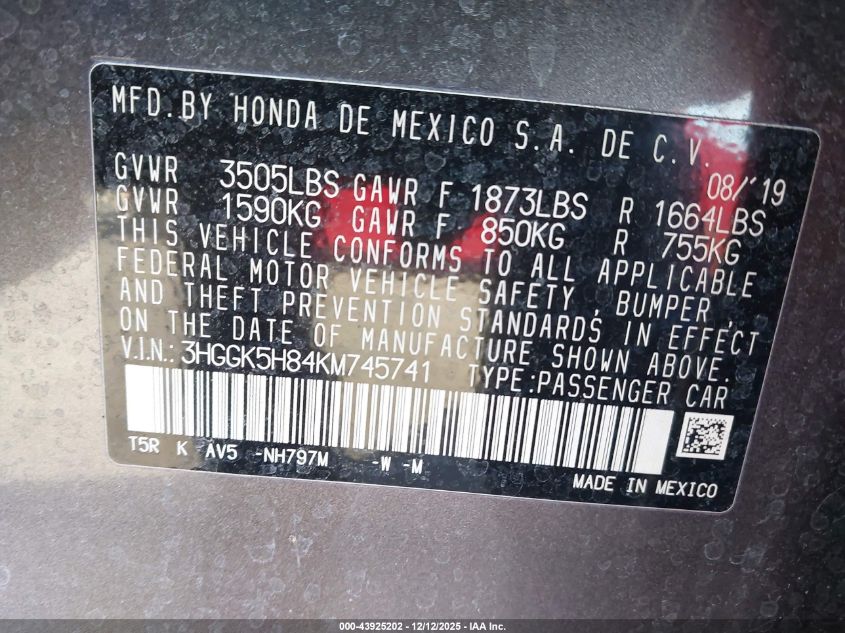 MFD.BY HONDA DE MEXICO S.A. DE C.V.
08/'19
GVWR 3505LBS GAWR F 1873LBS R 1664LBS
GVWR 1590KG GAWR F 850KG R 755KG
THIS VEHICLE CONFORMS TO ALL APPLICABLE
FEDERAL MOTOR VEHICLE SAFETY, BUMPER,
AND THEFT PREVENTION STANDARDS IN EFFECT
ON THE DATE OF MANUFACTURE SHOWN ABOVE.
V.I.N.: 3HGGK5H84KM745741 TYPE:PASSENGER CAR
T5R K AV5 -NH797M -W -M
MADE IN MEXICO
000-43925202 - 12/12/2025 - IAA Inc.